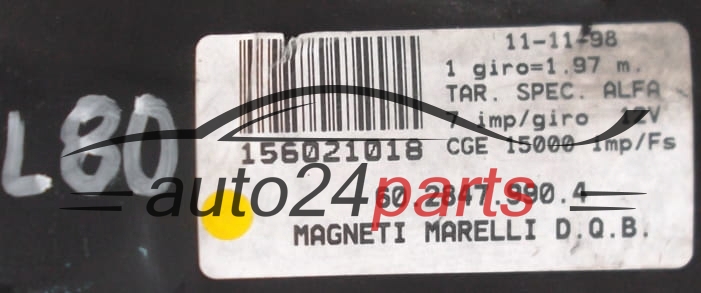 L80
11-11-98
1 giro=1.97 m.
TAR. SPEC. ALFA
7 imp/giro 12V
156021018 CGE 15000 imp/Fs
60.2847.990.4
auto24parts
MAGNETI MARELLI D.Q.B.